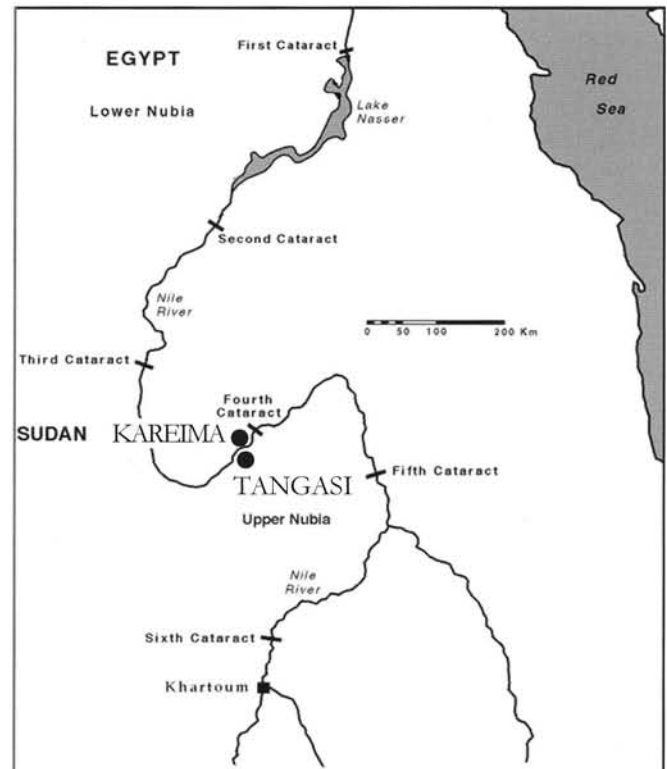 First Cataract
EGYPT
Red
Sea
Lower Nubia
Lake
Nasser
Second Cataract
Nile
River
0 50 100 200 Km
Third Cataract
Fourth
Cataract
SUDAN
KAREIMA
Fifth Cataract
TANGASI
Upper Nubia
Nile
River
Sixth Cataract
Khartoum